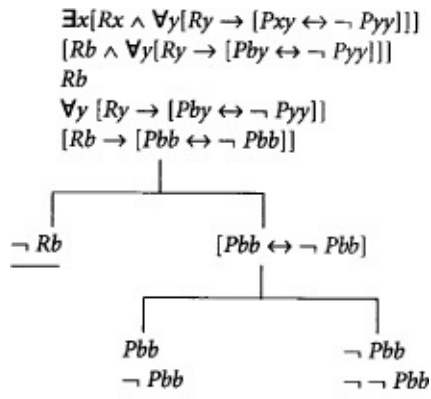 ∃x[Rx ∧ ∀y[Ry → [Pxy ↔ ¬ Pyy]]]
[Rb ∧ ∀y[Ry → [Pby ↔ ¬ Pyy]]]
Rb
∀y [Ry → [Pby ↔ ¬ Pyy]]
[Rb → [Pbb ↔ ¬ Pbb]]
¬ Rb [Pbb ↔ ¬ Pbb]
Pbb ¬ Pbb
¬ Pbb ¬ ¬ Pbb